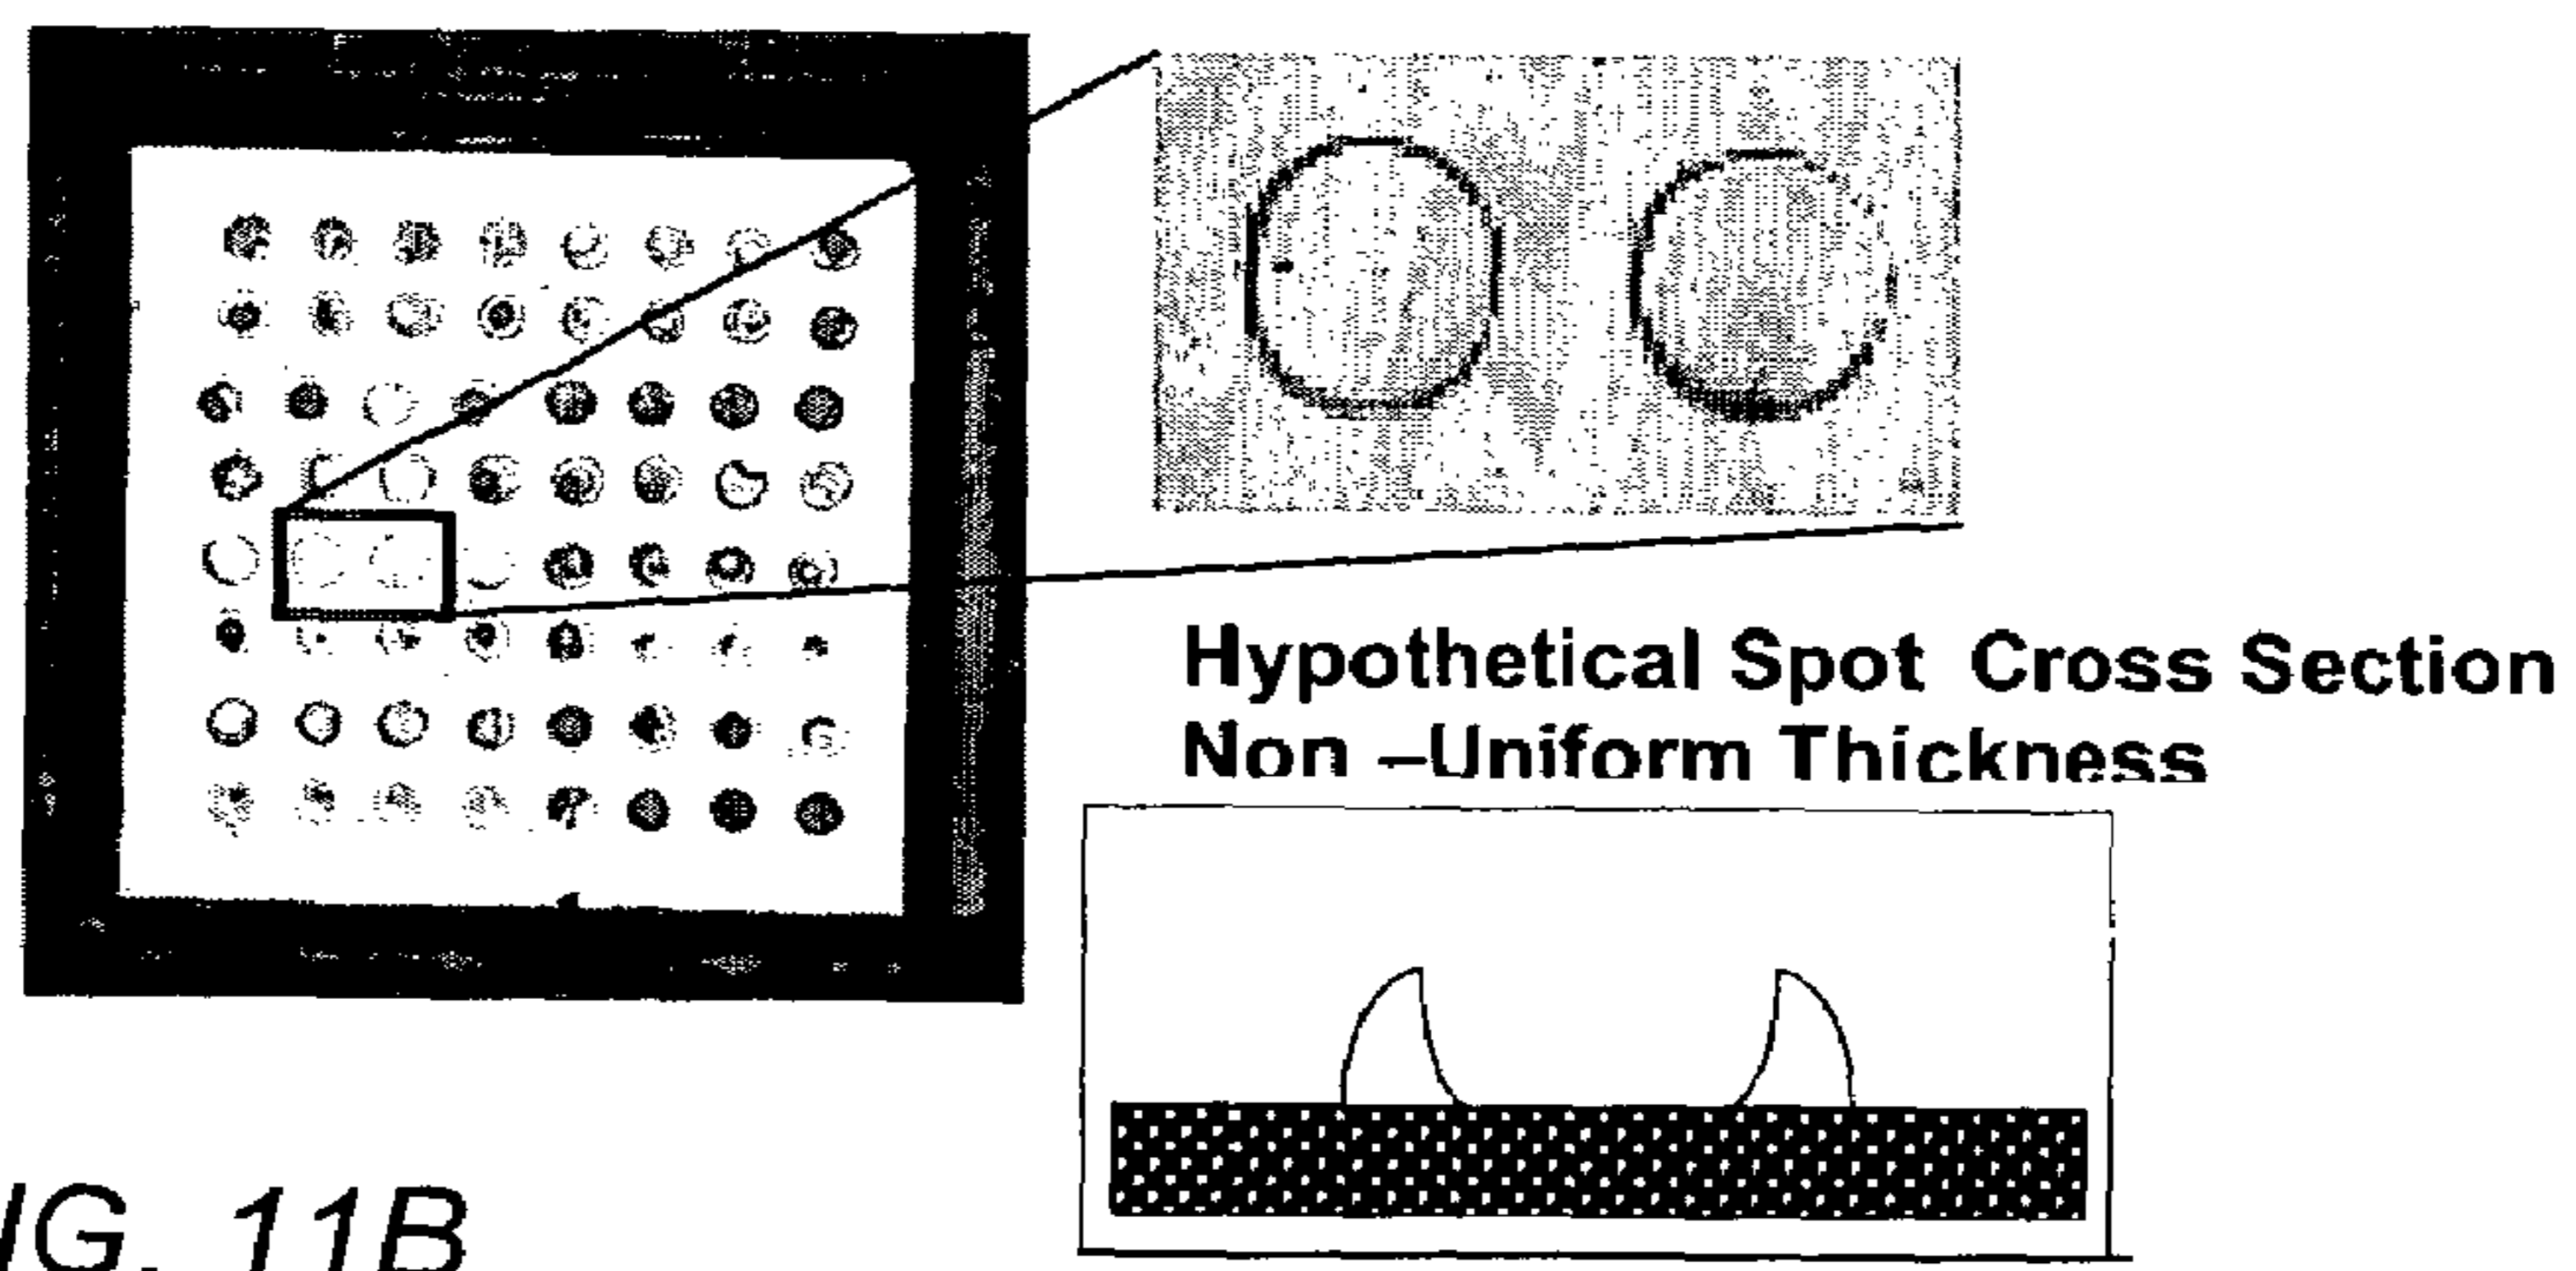 Hypothetical Spot Cross Section
Non –Uniform Thickness
IG. 11B